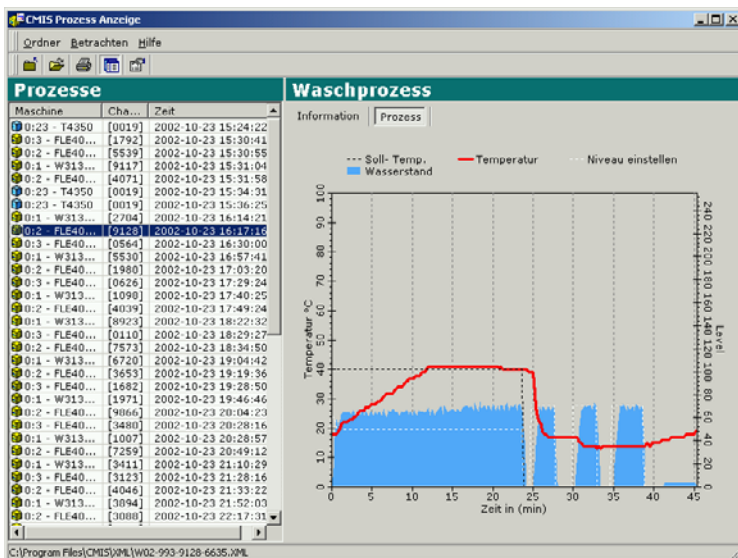 CMIS Prozess Anzeige
Ordner Betrachten Hilfe
Prozesse
Maschine Cha... Zeit
0:23 - T4350 [0019] 2002-10-23 15:24:22
0:3 - FLE40... [1792] 2002-10-23 15:30:41
0:2 - FLE40... [5539] 2002-10-23 15:30:55
0:1 - W313... [9117] 2002-10-23 15:31:04
0:2 - FLE40... [4071] 2002-10-23 15:31:58
0:23 - T4350 [0019] 2002-10-23 15:34:31
0:23 - T4350 [0019] 2002-10-23 15:36:25
0:1 - W313... [2704] 2002-10-23 16:14:21
0:2 - FLE40... [9128] 2002-10-23 16:17:16
0:3 - FLE40... [0564] 2002-10-23 16:30:00
0:1 - W313... [5530] 2002-10-23 16:57:41
0:2 - FLE40... [1980] 2002-10-23 17:03:20
0:3 - FLE40... [0626] 2002-10-23 17:29:24
0:1 - W313... [1098] 2002-10-23 17:40:25
0:2 - FLE40... [4039] 2002-10-23 17:49:24
0:1 - W313... [8923] 2002-10-23 18:22:32
0:3 - FLE40... [0110] 2002-10-23 18:29:27
0:2 - FLE40... [7573] 2002-10-23 18:34:50
0:1 - W313... [6720] 2002-10-23 19:04:42
0:2 - FLE40... [3653] 2002-10-23 19:19:36
0:3 - FLE40... [1682] 2002-10-23 19:28:50
0:1 - W313... [1971] 2002-10-23 19:46:46
0:2 - FLE40... [9866] 2002-10-23 20:04:23
0:3 - FLE40... [3480] 2002-10-23 20:28:16
0:1 - W313... [1007] 2002-10-23 20:28:57
0:2 - FLE40... [7259] 2002-10-23 20:49:12
0:1 - W313... [3411] 2002-10-23 21:10:29
0:3 - FLE40... [3123] 2002-10-23 21:28:16
0:2 - FLE40... [4046] 2002-10-23 21:33:22
0:1 - W313... [3894] 2002-10-23 21:52:03
0:2 - FLE40... [3088] 2002-10-23 22:17:31
Waschprozess
Information Prozess
Soll- Temp. Temperatur Niveau einstellen
Wasserstand
Temperatur °C
0 10 20 30 40 50 60 70 80 90 100
Level
0 20 40 60 80 100 120 140 160 180 200 220 240
0 5 10 15 20 25 30 35 40 45
Zeit in (min)
C:\Program Files\CMIS\XML\W02-993-9128-6635.XML